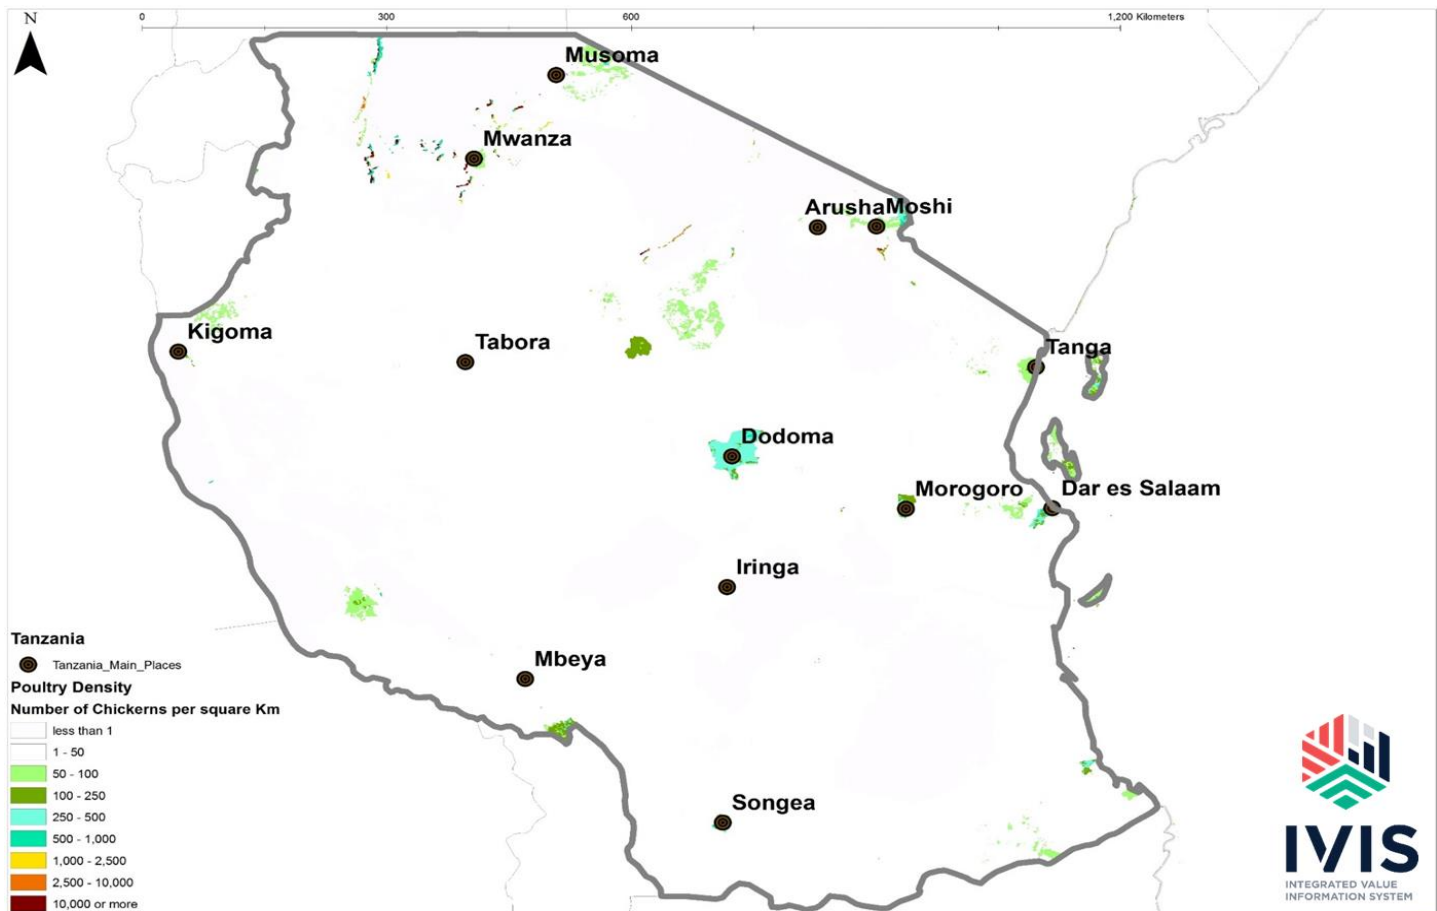 N
0 300 600 1,200 Kilometers
Musoma
Mwanza
Arusha Moshi
Kigoma
Tabora
Tanga
Dodoma
Morogoro
Dar es Salaam
Iringa
Mbeya
Songea
Tanzania
Tanzania_Main_Places
Poultry Density
Number of Chickerns per square Km
less than 1
1 - 50
50 - 100
100 - 250
250 - 500
500 - 1,000
1,000 - 2,500
2,500 - 10,000
10,000 or more
IVIS
INTEGRATED VALUE
INFORMATION SYSTEM